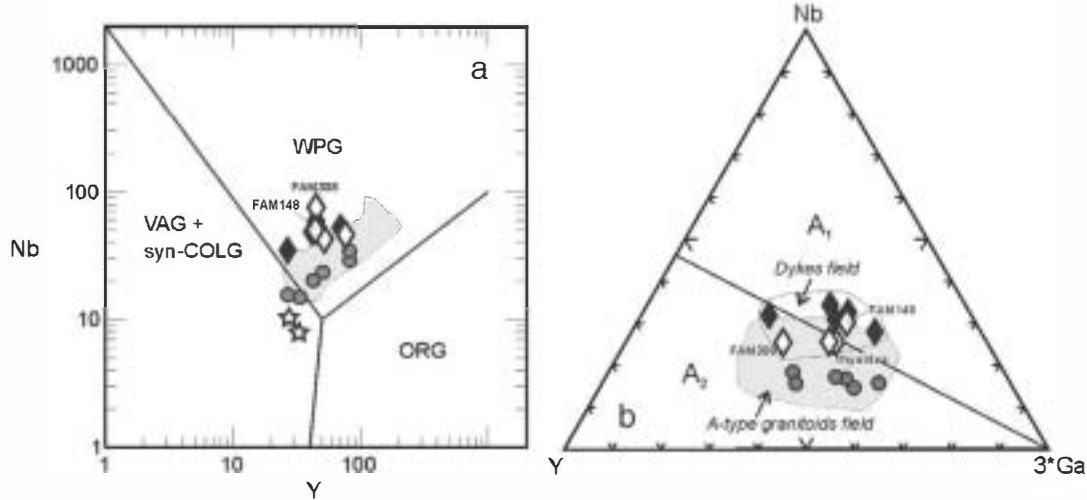 a
1000
WPG
FAM148
100
VAG +
syn-COLG
Nb
10
ORG
1
1
10
100
Y
Nb
A1
Dykes field
FAM148
A2
b
A-type granitoids field
Y
Y
3*Ga